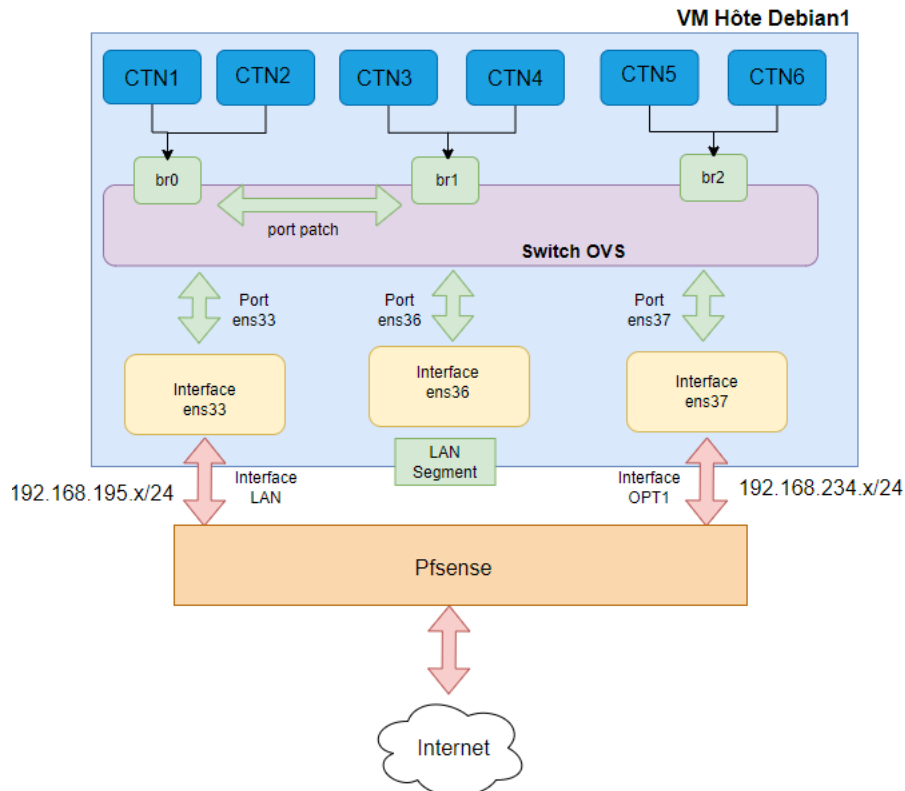 VM Hôte Debian1
CTN1
CTN2
CTN3
CTN4
CTN5
CTN6
br0
br1
br2
port patch
Switch OVS
Port
ens33
Port
ens36
Port
ens37
Interface
ens33
Interface
ens36
Interface
ens37
LAN
Segment
192.168.195.x/24
Interface
LAN
Interface
OPT1
192.168.234.x/24
Pfsense
Internet